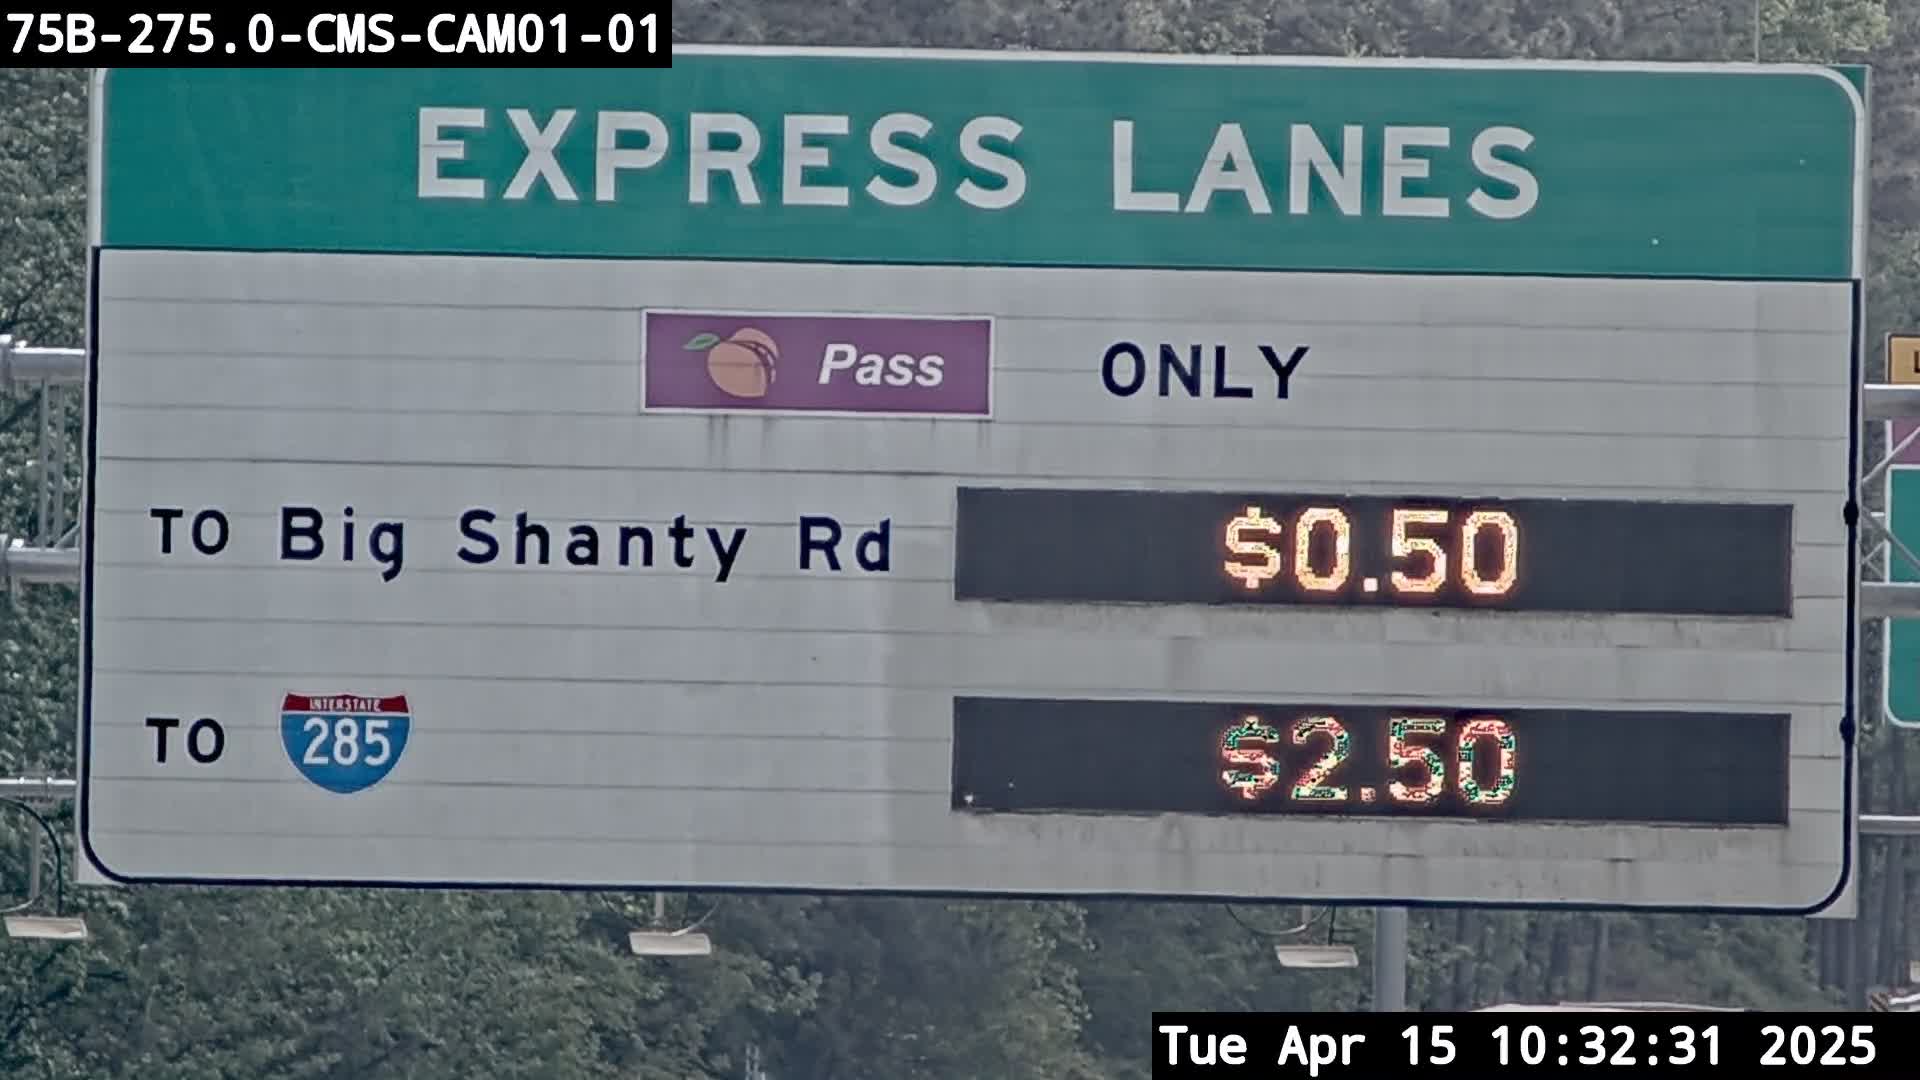 75B-275.0-CMS-CAM01-01
EXPRESS LANES
Pass ONLY
TO Big Shanty Rd $0.50
INTERSTATE
TO 285 $2.50
Tue Apr 15 10:32:31 2025